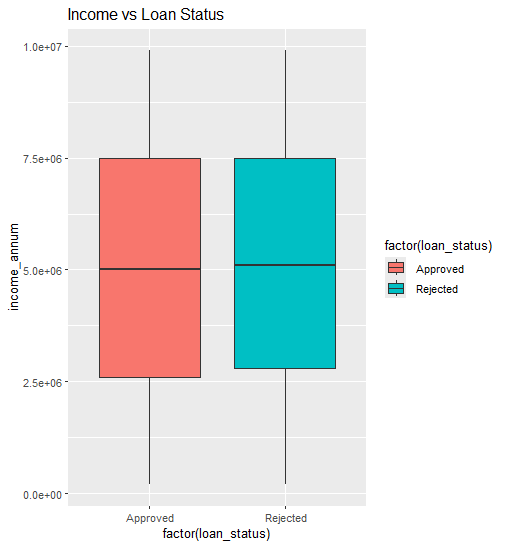 Income vs Loan Status
1.0e+07
7.5e+06
5.0e+06
2.5e+06
0.0e+00
income_annum
Approved
Rejected
factor(loan_status)
factor(loan_status)
Approved
Rejected